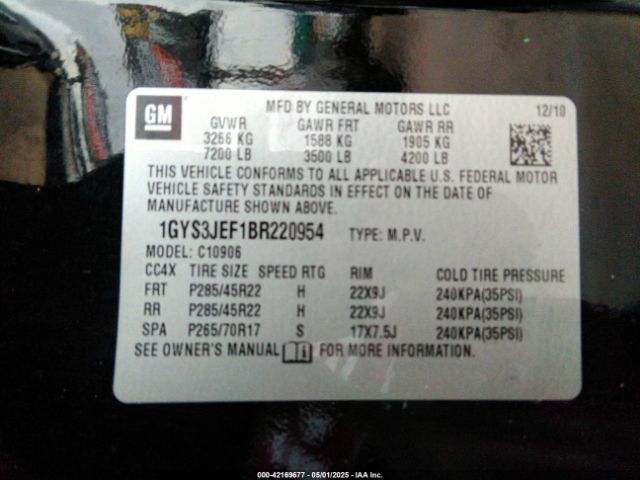 GM
MFD BY GENERAL MOTORS LLC 12/10
GVWR GAWR FRT GAWR RR
3266 KG 1588 KG 1905 KG
7200 LB 3500 LB 4200 LB
THIS VEHICLE CONFORMS TO ALL APPLICABLE U.S. FEDERAL MOTOR
VEHICLE SAFETY STANDARDS IN EFFECT ON THE DATE OF
MANUFACTURE SHOWN ABOVE.
1GYS3JEF1BR220954 TYPE: M.P.V.
MODEL: C10906
CC4X TIRE SIZE SPEED RTG RIM COLD TIRE PRESSURE
FRT P285/45R22 H 22X9J 240KPA(35PSI)
RR P285/45R22 H 22X9J 240KPA(35PSI)
SPA P265/70R17 S 17X7.5J 240KPA(35PSI)
SEE OWNER'S MANUAL FOR MORE INFORMATION.
000-42169677 - 05/01/2025 - IAA Inc.